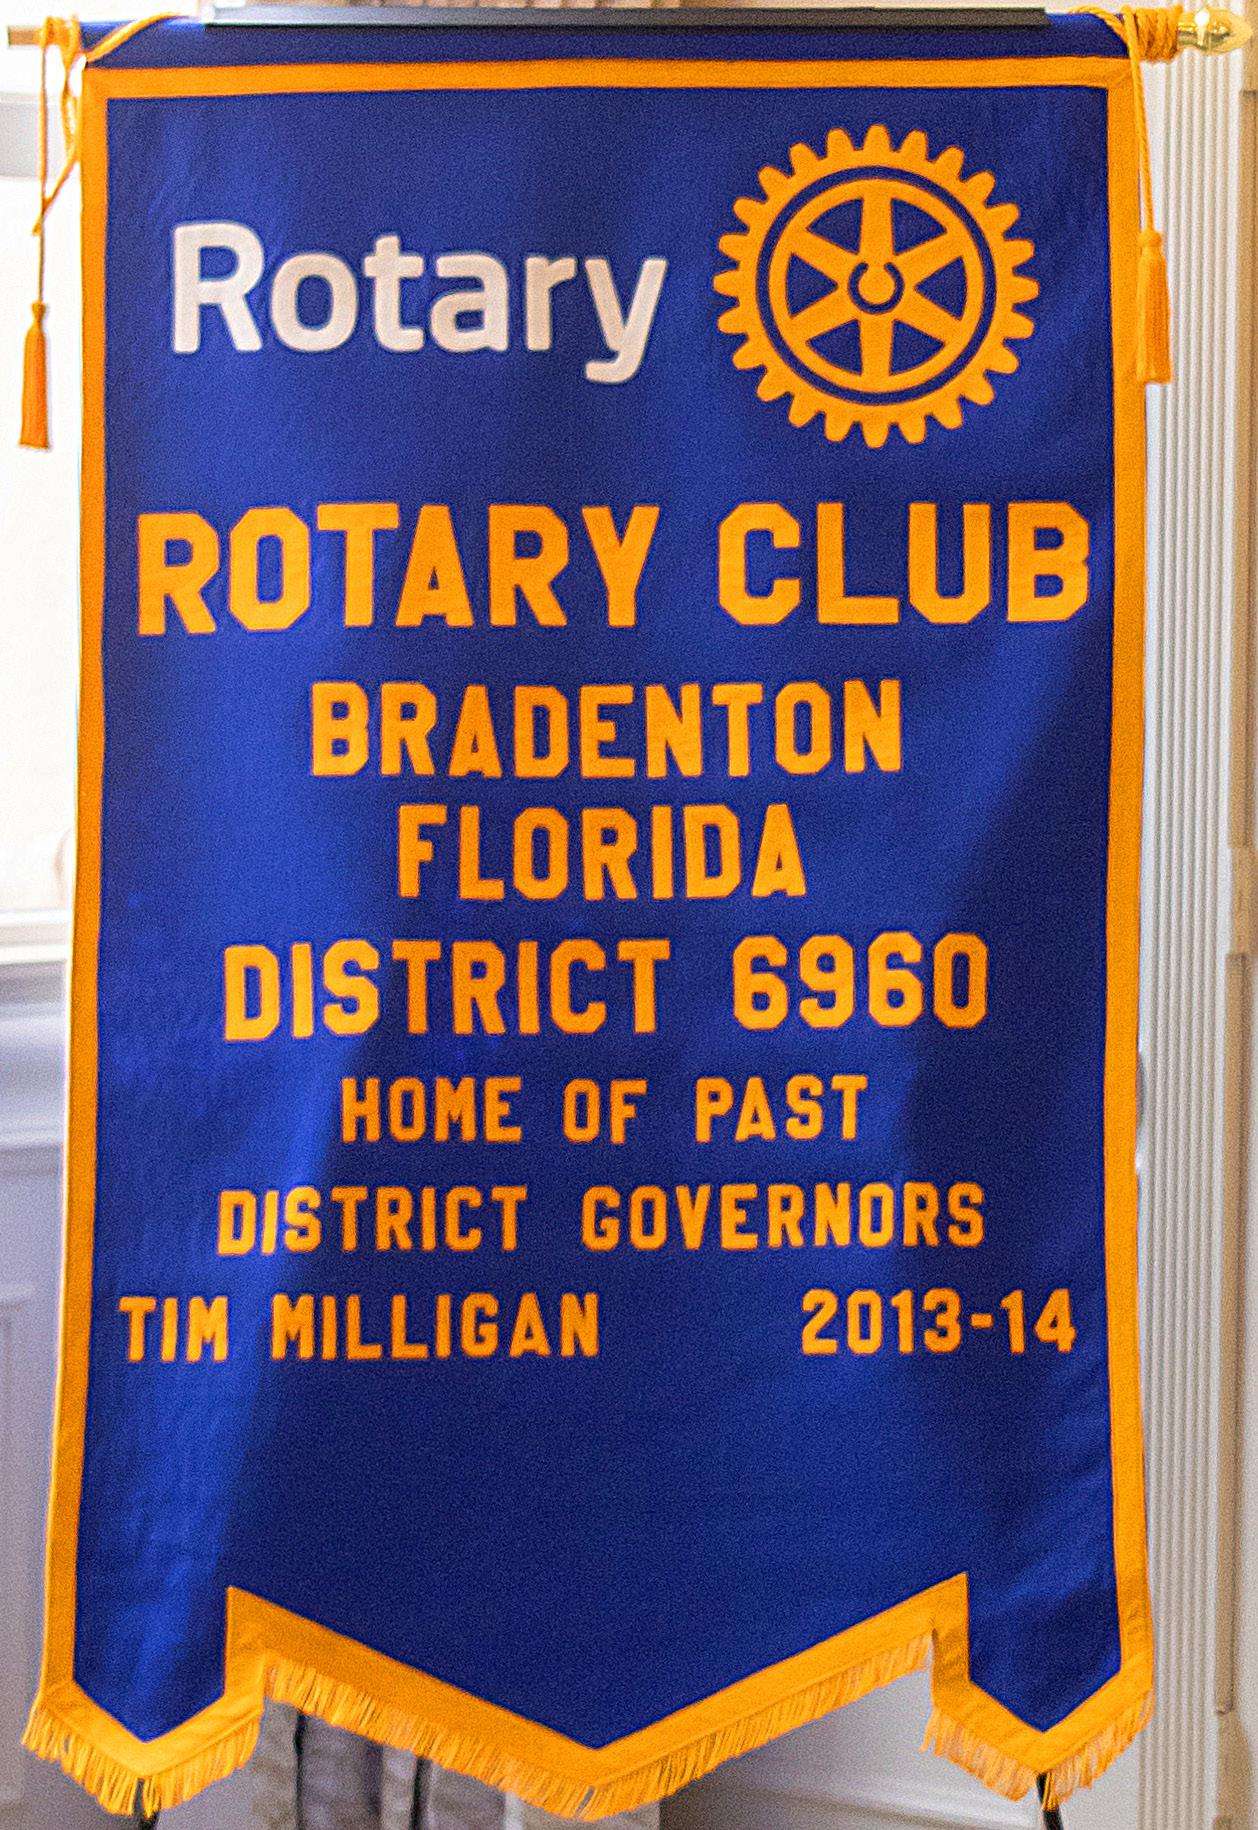 Rotary
ROTARY CLUB
BRADENTON
FLORIDA
DISTRICT 6960
HOME OF PAST
DISTRICT GOVERNORS
TIM MILLIGAN 2013-14